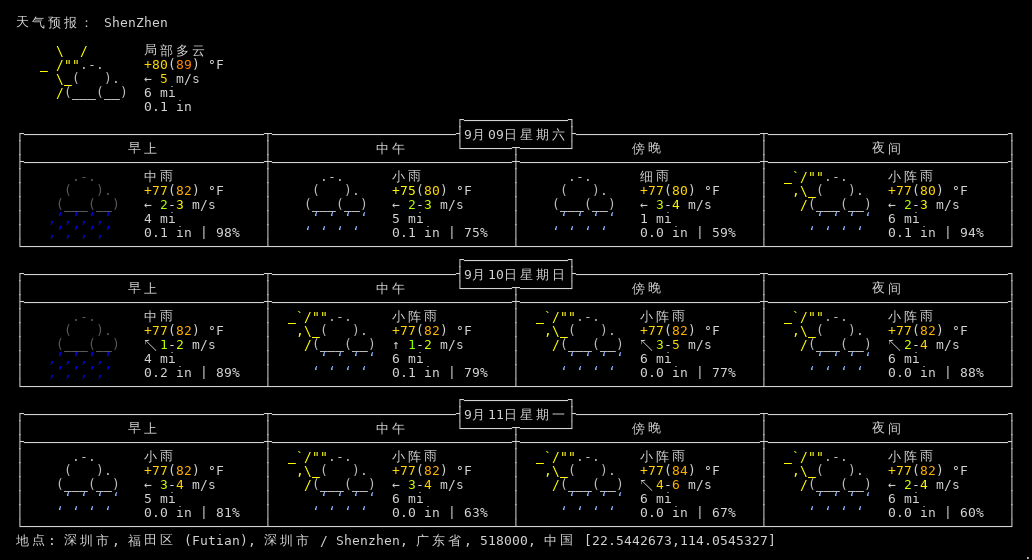 天气预报： ShenZhen
局部多云
+80(89) °F
← 5 m/s
6 mi
0.1 in
9月09日星期六
早上 中午 傍晚 夜间
中雨 小雨 细雨 小阵雨
+77(82) °F +75(80) °F +77(80) °F +77(80) °F
← 2-3 m/s ← 2-3 m/s ← 3-4 m/s ← 2-3 m/s
4 mi 5 mi 1 mi 6 mi
0.1 in | 98% 0.1 in | 75% 0.0 in | 59% 0.1 in | 94%
9月10日星期日
早上 中午 傍晚 夜间
中雨 小阵雨 小阵雨 小阵雨
+77(82) °F +77(82) °F +77(82) °F +77(82) °F
↖ 1-2 m/s ↑ 1-2 m/s ↖ 3-5 m/s ↖ 2-4 m/s
4 mi 6 mi 6 mi 6 mi
0.2 in | 89% 0.1 in | 79% 0.0 in | 77% 0.0 in | 88%
9月11日星期一
早上 中午 傍晚 夜间
小雨 小阵雨 小阵雨 小阵雨
+77(82) °F +77(82) °F +77(84) °F +77(82) °F
← 3-4 m/s ← 3-4 m/s ↖ 4-6 m/s ← 2-4 m/s
5 mi 6 mi 6 mi 6 mi
0.0 in | 81% 0.0 in | 63% 0.0 in | 67% 0.0 in | 60%
地点: 深圳市, 福田区 (Futian), 深圳市 / Shenzhen, 广东省, 518000, 中国 [22.5442673,114.0545327]